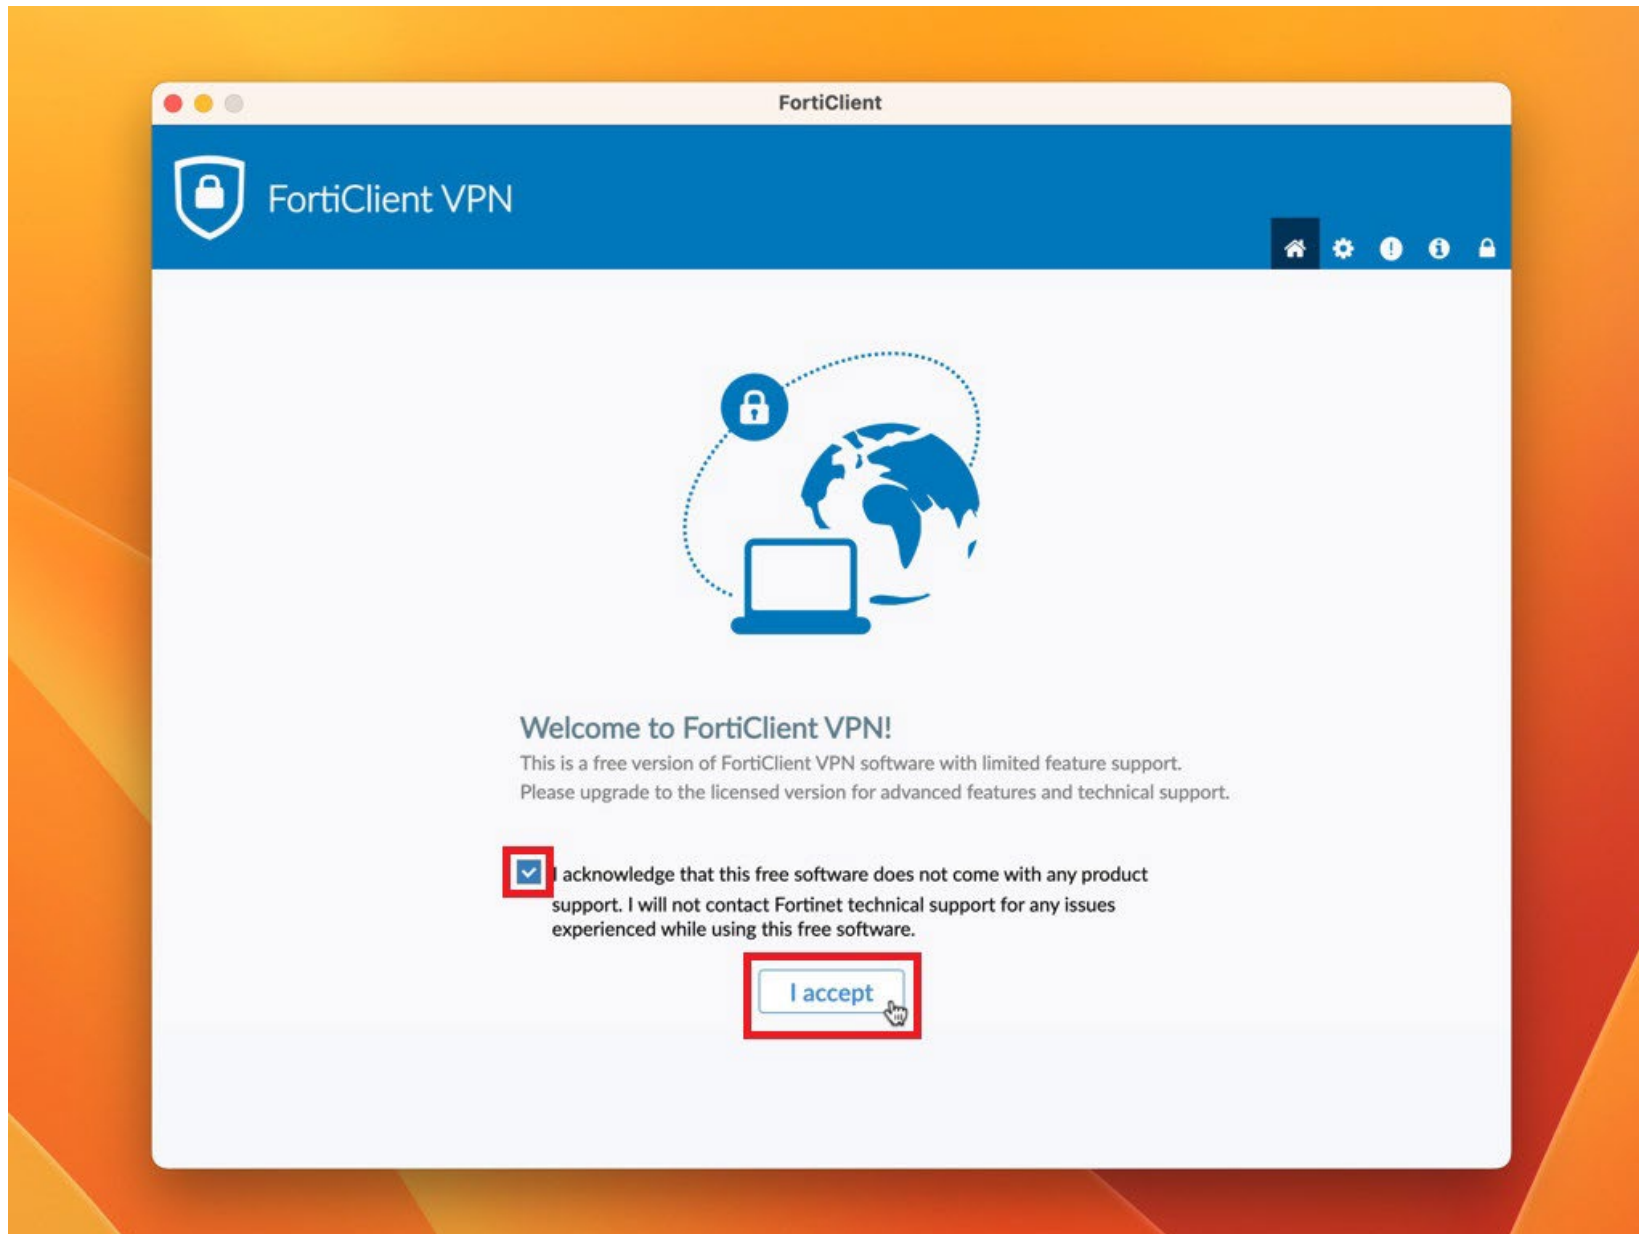 FortiClient
FortiClient VPN
Welcome to FortiClient VPN!
This is a free version of FortiClient VPN software with limited feature support.
Please upgrade to the licensed version for advanced features and technical support.
I acknowledge that this free software does not come with any product
support. I will not contact Fortinet technical support for any issues
experienced while using this free software.
I accept